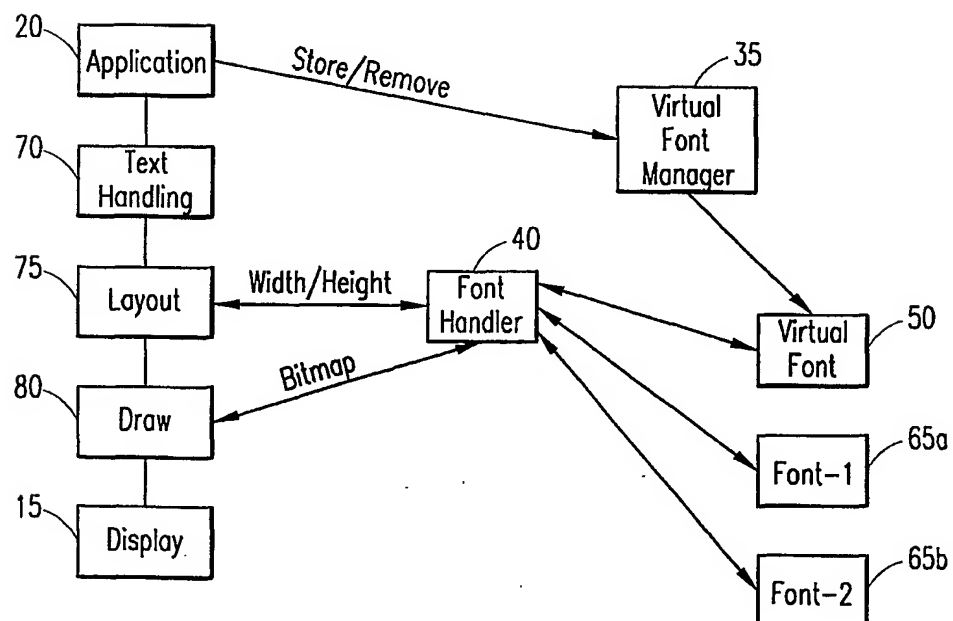 20
Application
Store/Remove
35
Virtual
Font
Manager
70
Text
Handling
75
Layout
Width/Height
40
Font
Handler
Virtual
Font
50
Bitmap
80
Draw
65a
Font-1
15
Display
65b
Font-2